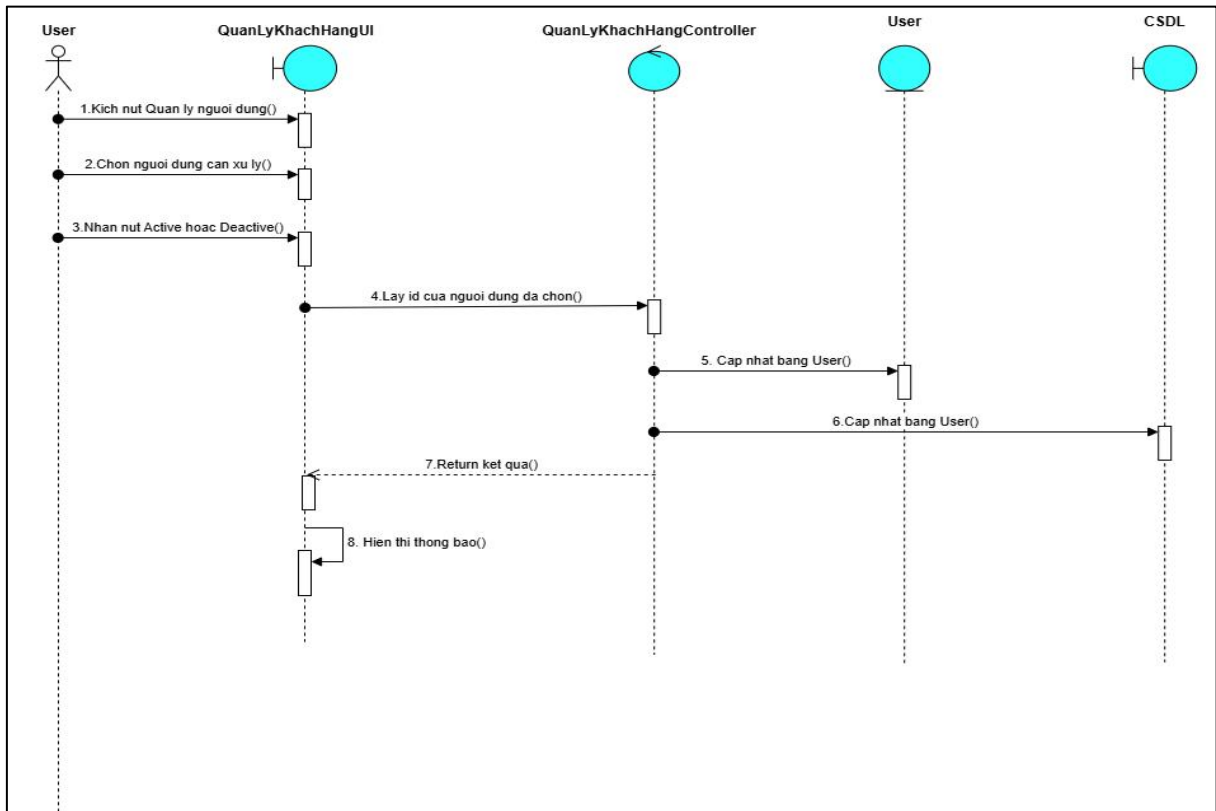 User
QuanLyKhachHangUI
QuanLyKhachHangController
User
CSDL
1.Kich nut Quan ly nguoi dung()
2.Chon nguoi dung can xu ly()
3.Nhan nut Active hoac Deactive()
4.Lay id cua nguoi dung da chon()
5. Cap nhat bang User()
6.Cap nhat bang User()
7.Return ket qua()
8. Hien thi thong bao()